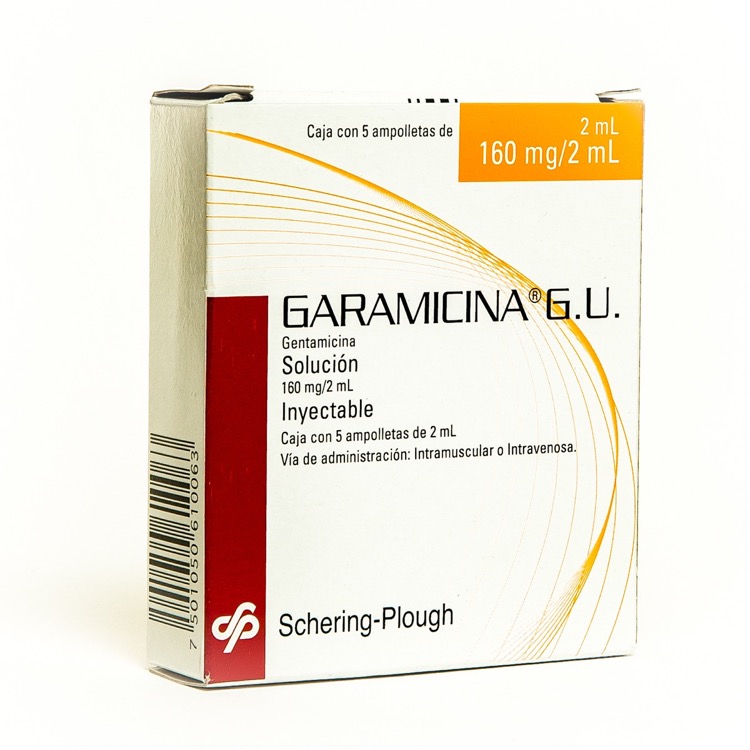 Caja con 5 ampolletas de
2 mL
160 mg/2 mL
GARAMICINA® G.U.
Gentamicina
Solución
160 mg/2 mL
Inyectable
Caja con 5 ampolletas de 2 mL
Vía de administración: Intramuscular o Intravenosa.
Schering-Plough
7 501050 610063